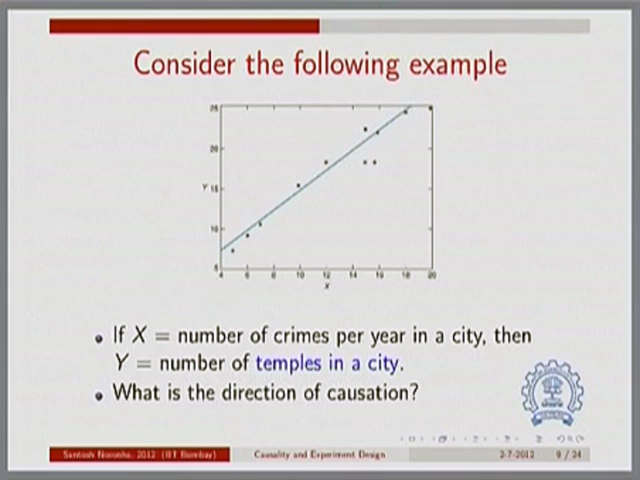 Consider the following example
25
20
Y 15
10
5
4 6 8 10 12 14 16 18 20
X
If X = number of crimes per year in a city, then
Y = number of temples in a city.
What is the direction of causation?
Santosh Noronha, 2012 (IIT Bombay) Causality and Experiment Design 2-7-2012 9 / 24